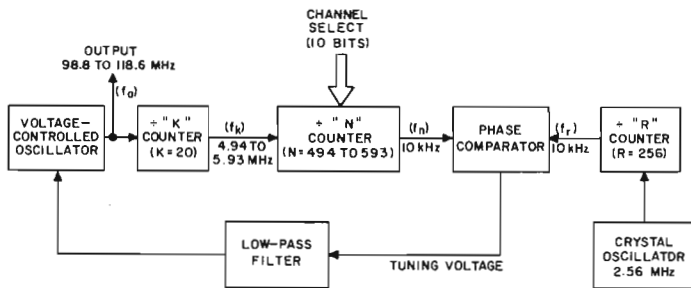 CHANNEL
SELECT
(10 BITS)
OUTPUT
98.8 TO 118.6 MHz
(fo)
VOLTAGE-
CONTROLLED
OSCILLATOR
÷ "K"
COUNTER
(K=20)
(fk)
4.94 TO
5.93 MHz
÷ "N"
COUNTER
(N=494 TO 593)
(fn)
10 kHz
PHASE
COMPARATOR
(fr)
10 kHz
÷ "R"
COUNTER
(R=256)
LOW-PASS
FILTER
TUNING VOLTAGE
CRYSTAL
OSCILLATOR
2.56 MHz